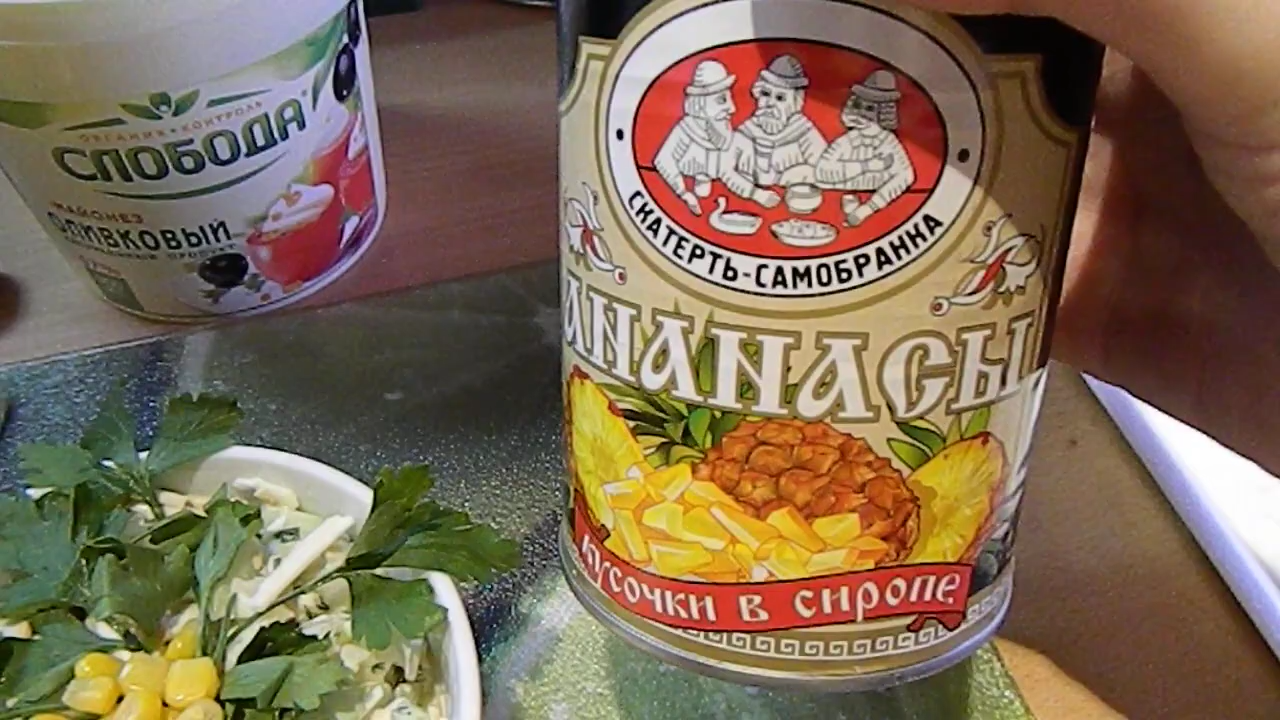 ОРГАНИК • КОНТРОЛЬ
СЛОБОДА
МАЙОНЕЗ
ОЛИВКОВЫЙ
СКАТЕРТЬ-САМОБРАНКА
АНАНАСЫ
КУСОЧКИ В СИРОПЕ